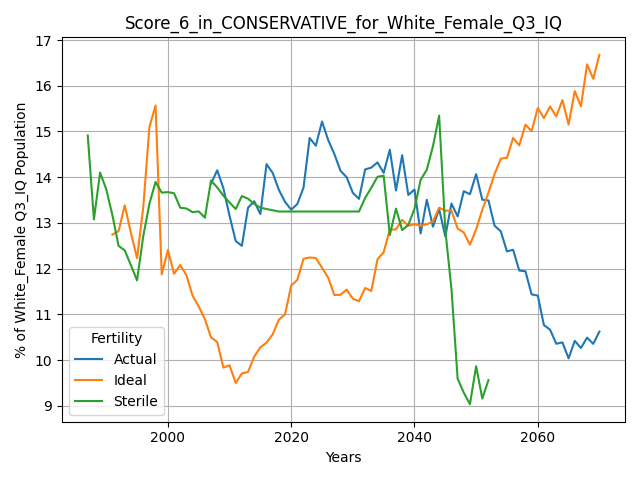 Score_6_in_CONSERVATIVE_for_White_Female_Q3_IQ
% of White_Female Q3_IQ Population
17
16
15
14
13
12
11
10
9
Fertility
Actual
Ideal
Sterile
2000 2020 2040 2060
Years